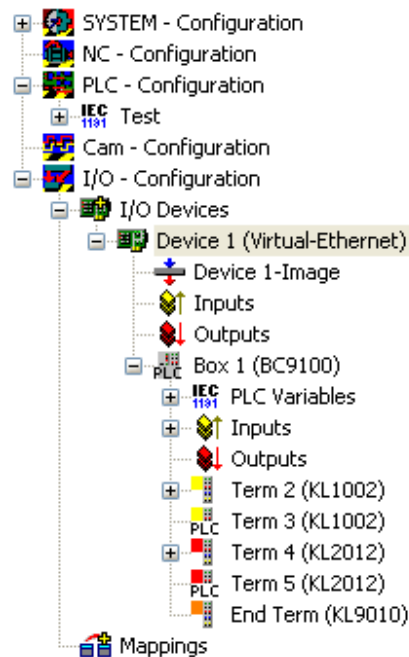 SYSTEM - Configuration
NC - Configuration
PLC - Configuration
IEC 1131 Test
Cam - Configuration
I/O - Configuration
I/O Devices
Device 1 (Virtual-Ethernet)
Device 1-Image
Inputs
Outputs
PLC Box 1 (BC9100)
IEC 1131 PLC Variables
Inputs
Outputs
Term 2 (KL1002)
PLC Term 3 (KL1002)
Term 4 (KL2012)
PLC Term 5 (KL2012)
End Term (KL9010)
Mappings